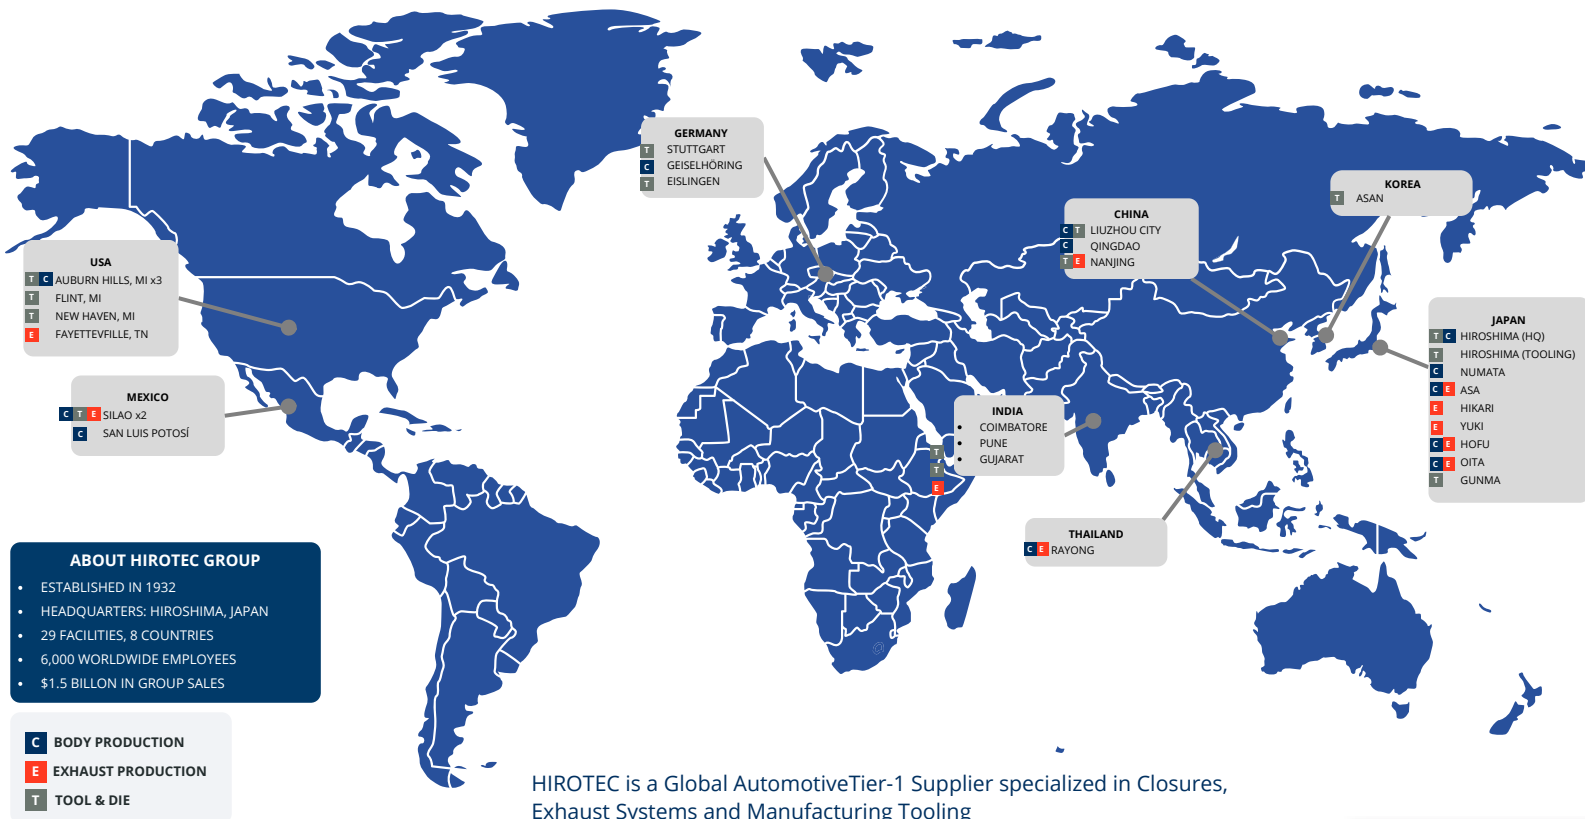 GERMANY
T STUTTGART
C GEISELHÖRING
T EISLINGEN
KOREA
T ASAN
CHINA
C T LIUZHOU CITY
C QINGDAO
T E NANJING
USA
T C AUBURN HILLS, MI x3
T FLINT, MI
T NEW HAVEN, MI
E FAYETTEVFILLE, TN
JAPAN
T C HIROSHIMA (HQ)
T HIROSHIMA (TOOLING)
C NUMATA
C E ASA
E HIKARI
E YUKI
C E HOFU
C E OITA
T GUNMA
MEXICO
C T E SILAO x2
C SAN LUIS POTOSÍ
INDIA
• COIMBATORE
• PUNE
• GUJARAT
T
T
E
THAILAND
C E RAYONG
ABOUT HIROTEC GROUP
• ESTABLISHED IN 1932
• HEADQUARTERS: HIROSHIMA, JAPAN
• 29 FACILITIES, 8 COUNTRIES
• 6,000 WORLDWIDE EMPLOYEES
• $1.5 BILLON IN GROUP SALES
C BODY PRODUCTION
E EXHAUST PRODUCTION
T TOOL & DIE
HIROTEC is a Global AutomotiveTier-1 Supplier specialized in Closures,
Exhaust Systems and Manufacturing Tooling